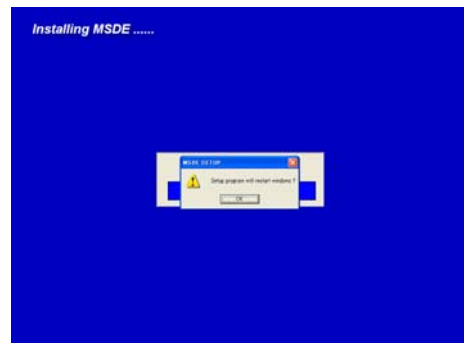 Installing MSDE ......
MSDE SETUP
Setup program will restart windows !
OK